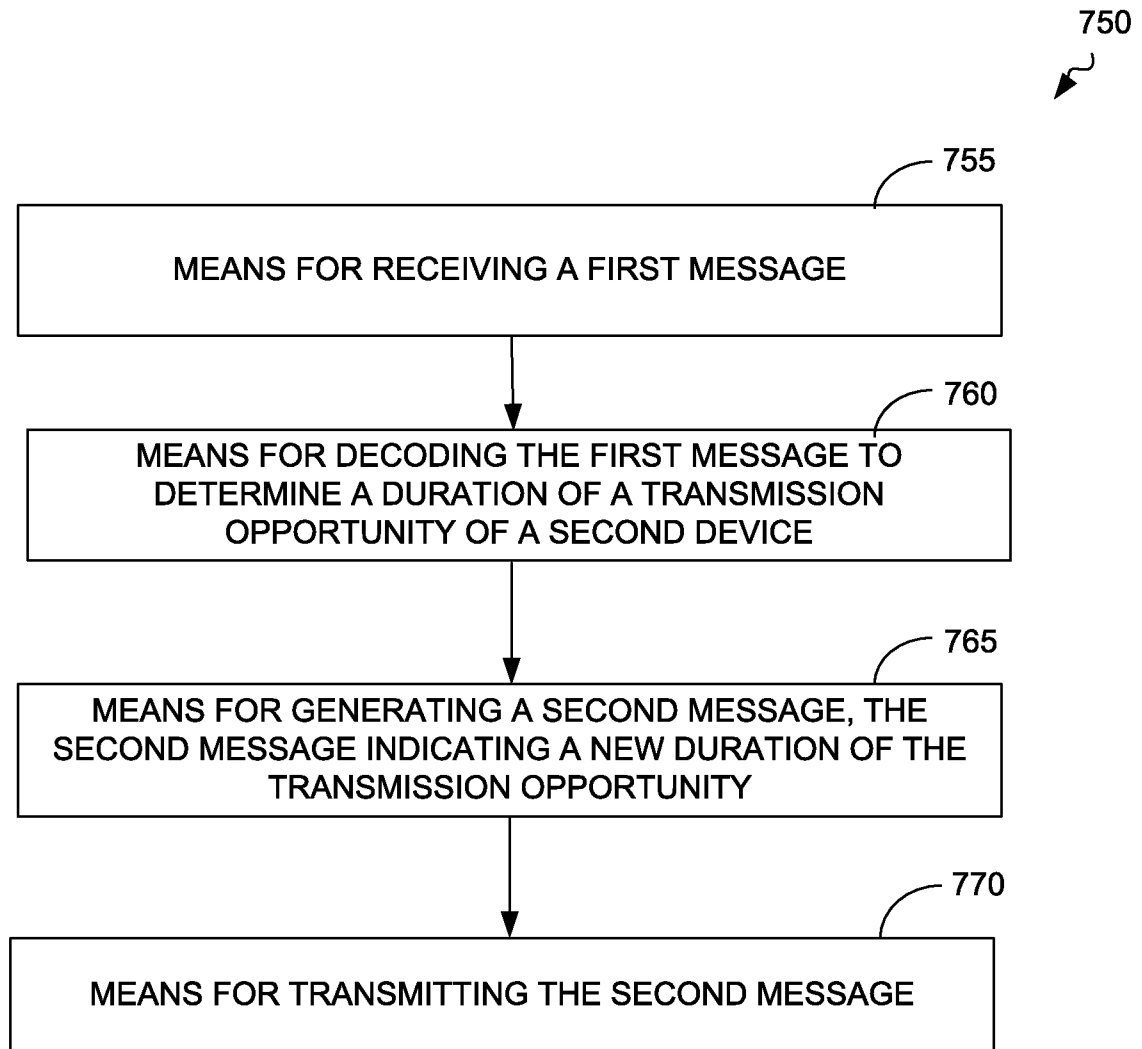 750
755
MEANS FOR RECEIVING A FIRST MESSAGE
760
MEANS FOR DECODING THE FIRST MESSAGE TO
DETERMINE A DURATION OF A TRANSMISSION
OPPORTUNITY OF A SECOND DEVICE
765
MEANS FOR GENERATING A SECOND MESSAGE, THE
SECOND MESSAGE INDICATING A NEW DURATION OF THE
TRANSMISSION OPPORTUNITY
770
MEANS FOR TRANSMITTING THE SECOND MESSAGE